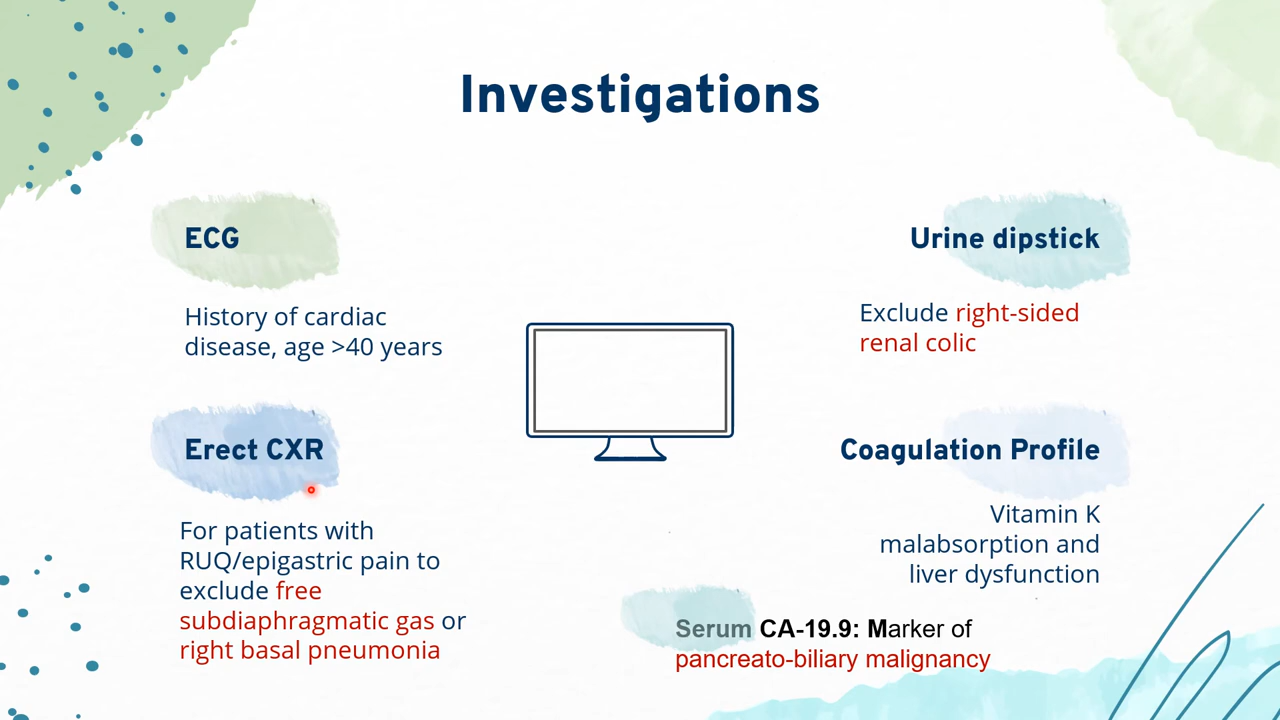 Investigations
ECG
History of cardiac
disease, age >40 years
Erect CXR
For patients with
RUQ/epigastric pain to
exclude free
subdiaphragmatic gas or
right basal pneumonia
Urine dipstick
Exclude right-sided
renal colic
Coagulation Profile
Vitamin K
malabsorption and
liver dysfunction
Serum CA-19.9: Marker of
pancreato-biliary malignancy